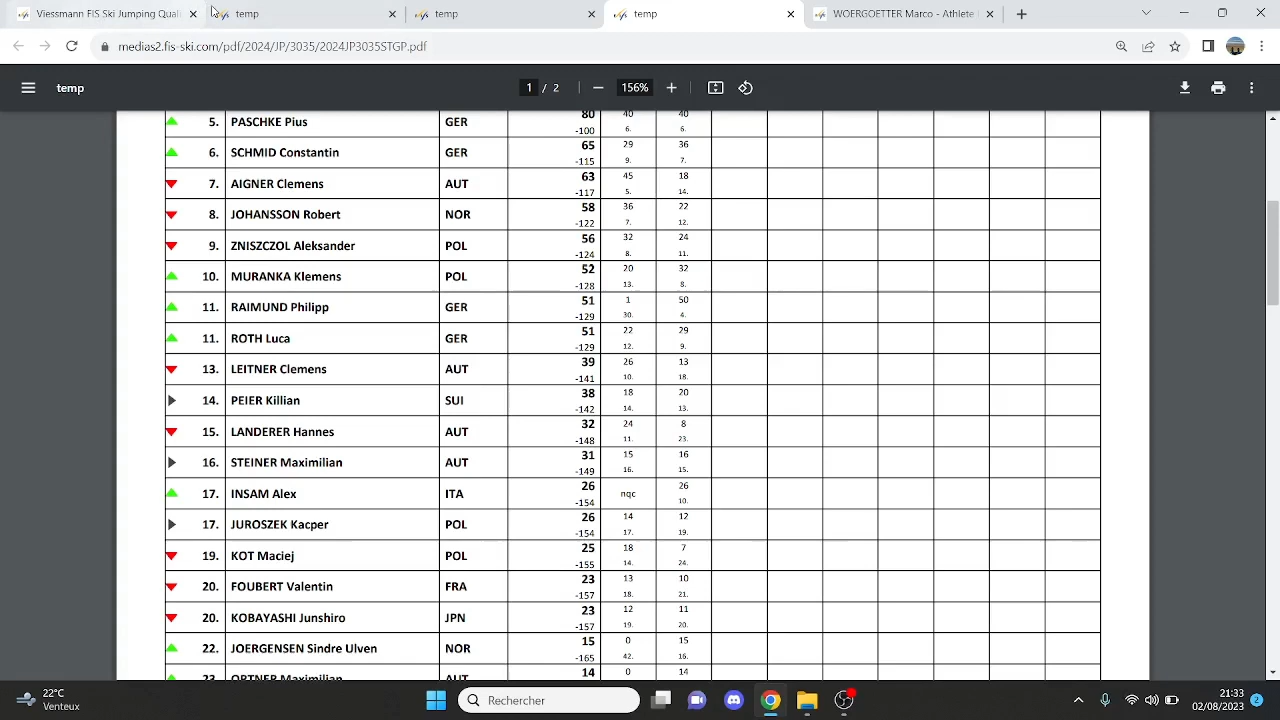 Viessmann FIS Ski Jumping Quali
temp
temp
temp
WOERGOETTER Marco - Athlete I
medias2.fis-ski.com/pdf/2024/JP/3035/2024JP3035STGP.pdf
temp
1 / 2
156%
5. PASCHKE Pius GER 80 40 40
-100 6. 6.
6. SCHMID Constantin GER 65 29 36
-115 9. 7.
7. AIGNER Clemens AUT 63 45 18
-117 5. 14.
8. JOHANSSON Robert NOR 58 36 22
-122 7. 12.
9. ZNISZCZOL Aleksander POL 56 32 24
-124 8. 11.
10. MURANKA Klemens POL 52 20 32
-128 13. 8.
11. RAIMUND Philipp GER 51 1 50
-129 30. 4.
11. ROTH Luca GER 51 22 29
-129 12. 9.
13. LEITNER Clemens AUT 39 26 13
-141 10. 18.
14. PEIER Killian SUI 38 18 20
-142 14. 13.
15. LANDERER Hannes AUT 32 24 8
-148 11. 23.
16. STEINER Maximilian AUT 31 15 16
-149 16. 15.
17. INSAM Alex ITA 26 nqc 26
-154 10.
17. JUROSZEK Kacper POL 26 14 12
-154 17. 19.
19. KOT Maciej POL 25 18 7
-155 14. 24.
20. FOUBERT Valentin FRA 23 13 10
-157 18. 21.
20. KOBAYASHI Junshiro JPN 23 12 11
-157 19. 20.
22. JOERGENSEN Sindre Ulven NOR 15 0 15
-165 42. 16.
23. ORTNER Maximilian AUT 14 0 14
22°C
Venteux
Rechercher
21:33
02/08/2023
2